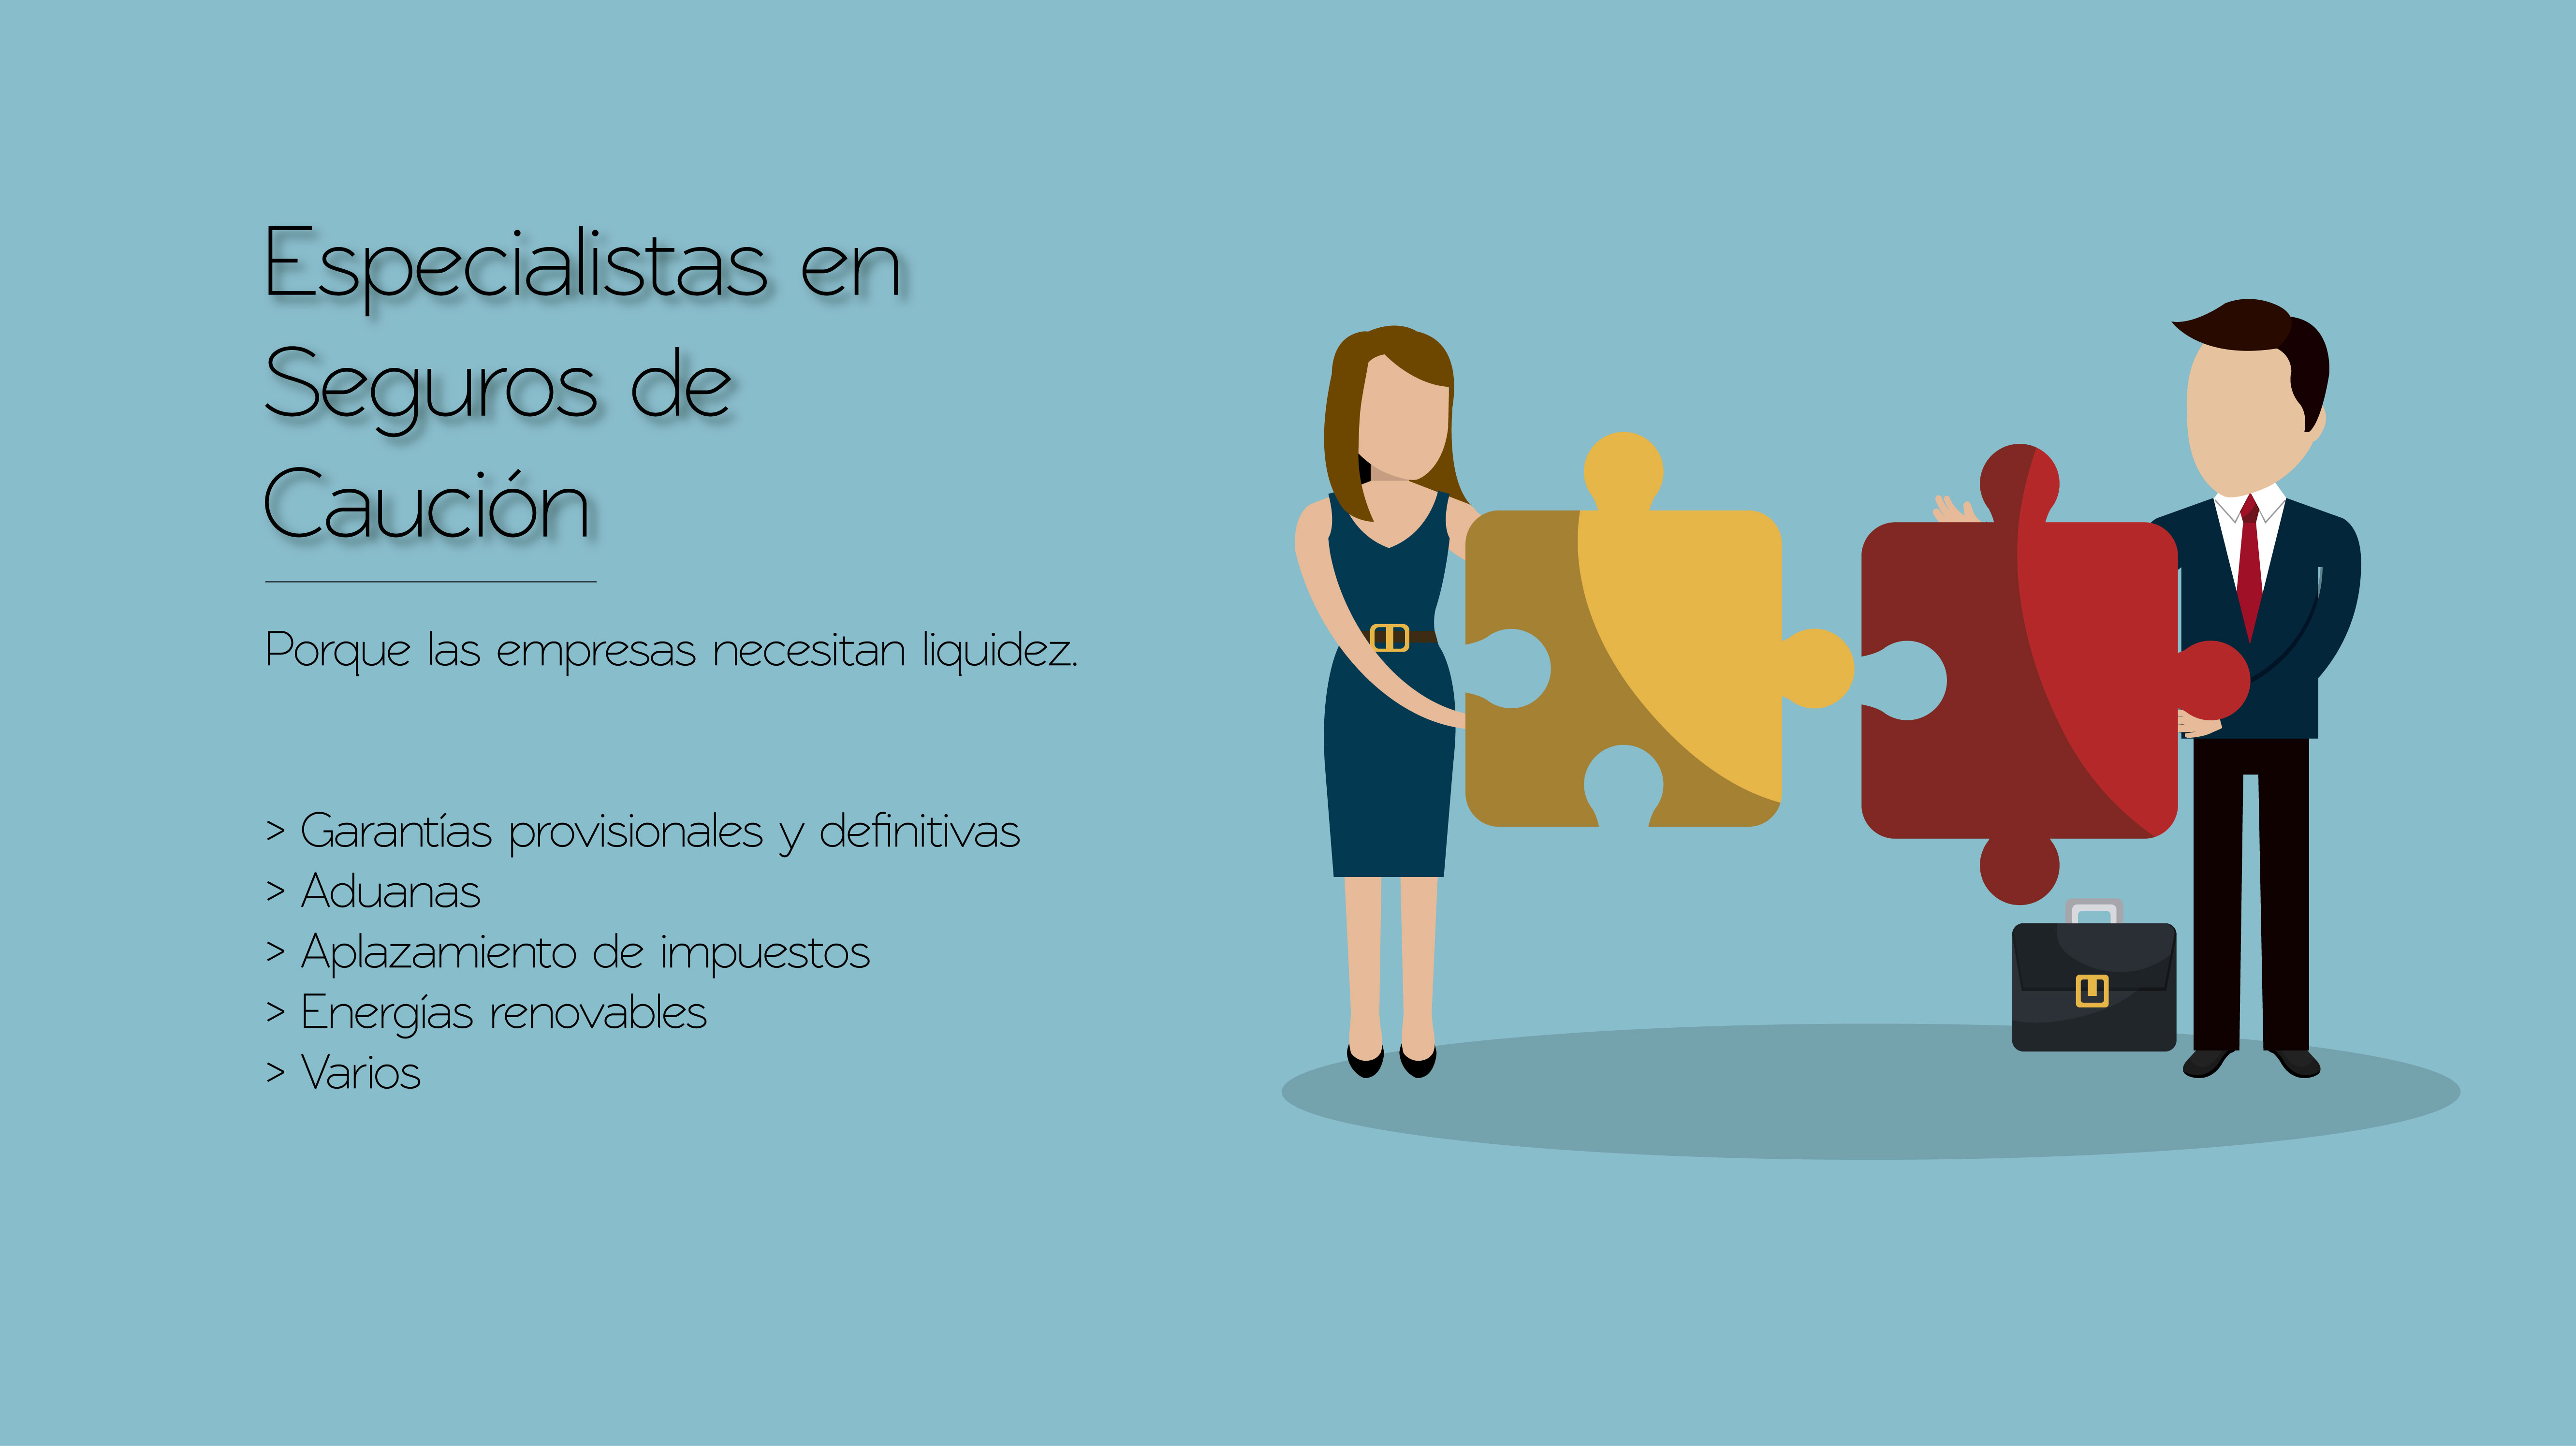 Especialistas en
Seguros de
Caución
Porque las empresas necesitan liquidez.
> Garantías provisionales y definitivas
> Aduanas
> Aplazamiento de impuestos
> Energías renovables
> Varios